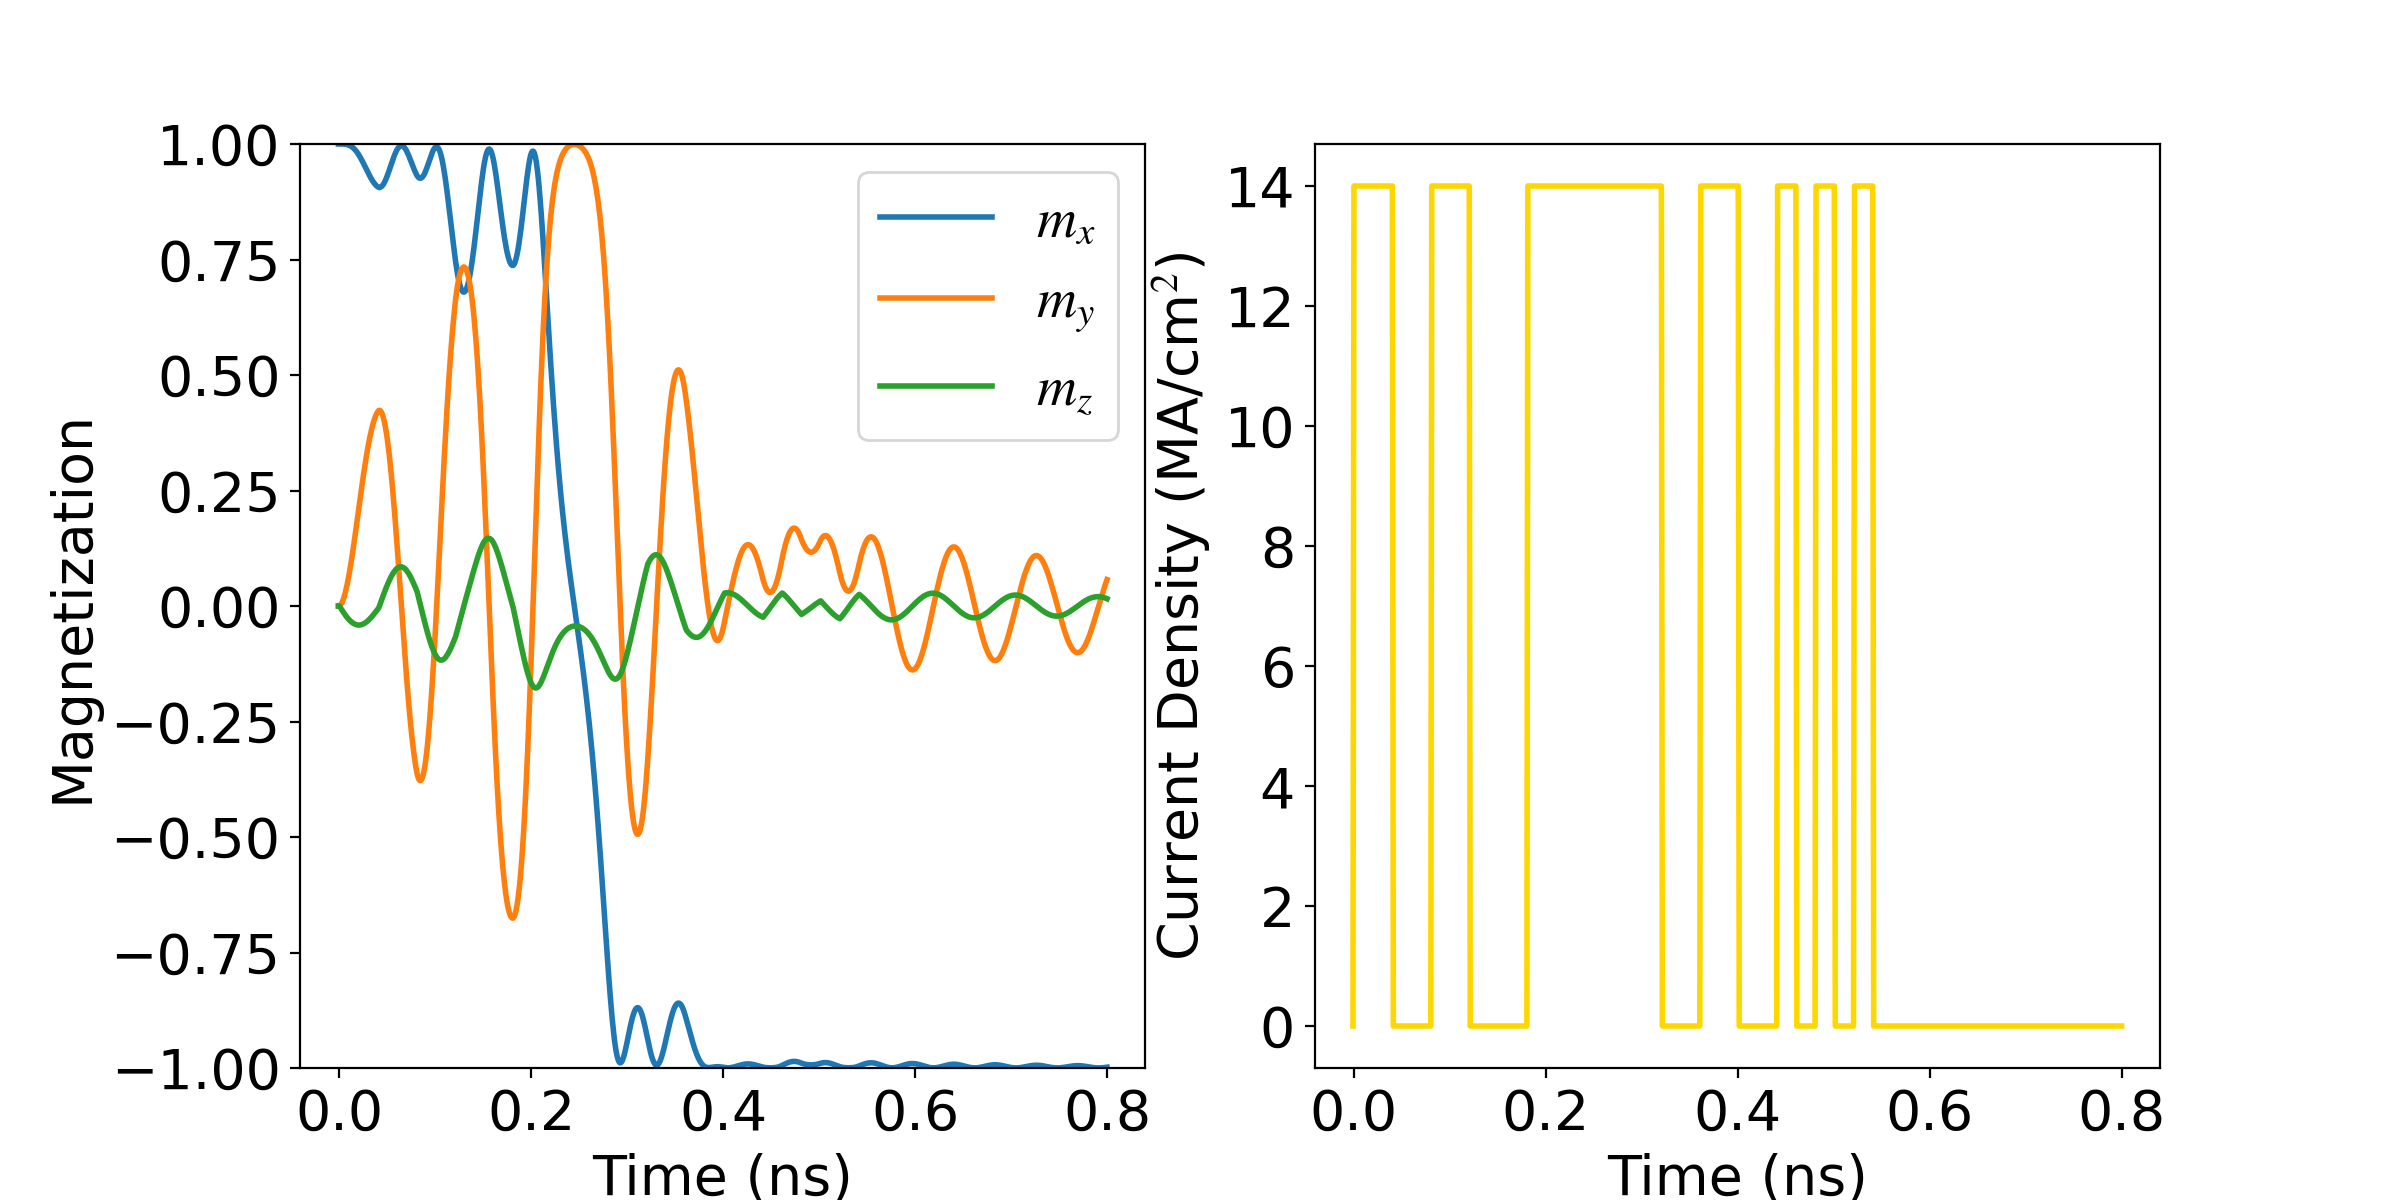 1.00
0.75
0.50
0.25
0.00
−0.25
−0.50
−0.75
−1.00
Magnetization
0.0 0.2 0.4 0.6 0.8
Time (ns)
m_x
m_y
m_z
14
12
10
8
6
4
2
0
Current Density (MA/cm²)
0.0 0.2 0.4 0.6 0.8
Time (ns)